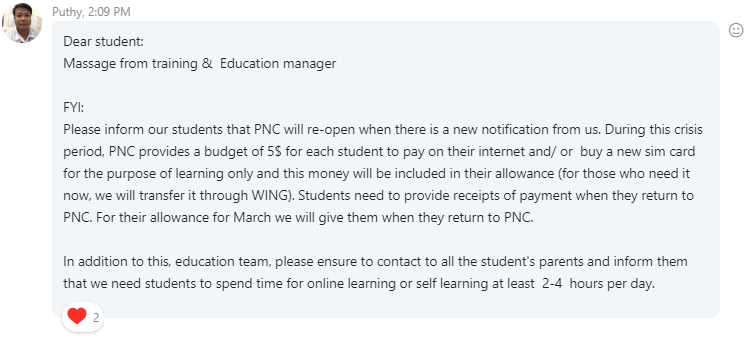 Puthy, 2:09 PM
Dear student:
Massage from training & Education manager
FYI:
Please inform our students that PNC will re-open when there is a new notification from us. During this crisis
period, PNC provides a budget of 5$ for each student to pay on their internet and/ or buy a new sim card
for the purpose of learning only and this money will be included in their allowance (for those who need it
now, we will transfer it through WING). Students need to provide receipts of payment when they return to
PNC. For their allowance for March we will give them when they return to PNC.
In addition to this, education team, please ensure to contact to all the student's parents and inform them
that we need students to spend time for online learning or self learning at least 2-4 hours per day.
2